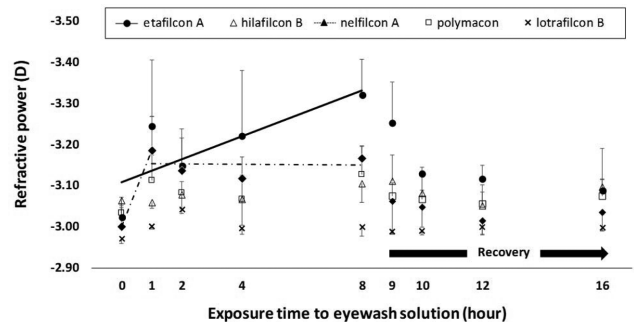 -3.50
etafilcon A hilafilcon B nelfilcon A polymacon lotrafilcon B
-3.40
-3.30
-3.20
-3.10
-3.00
-2.90
Refractive power (D)
Recovery
0 1 2 4 8 9 10 12 16
Exposure time to eyewash solution (hour)